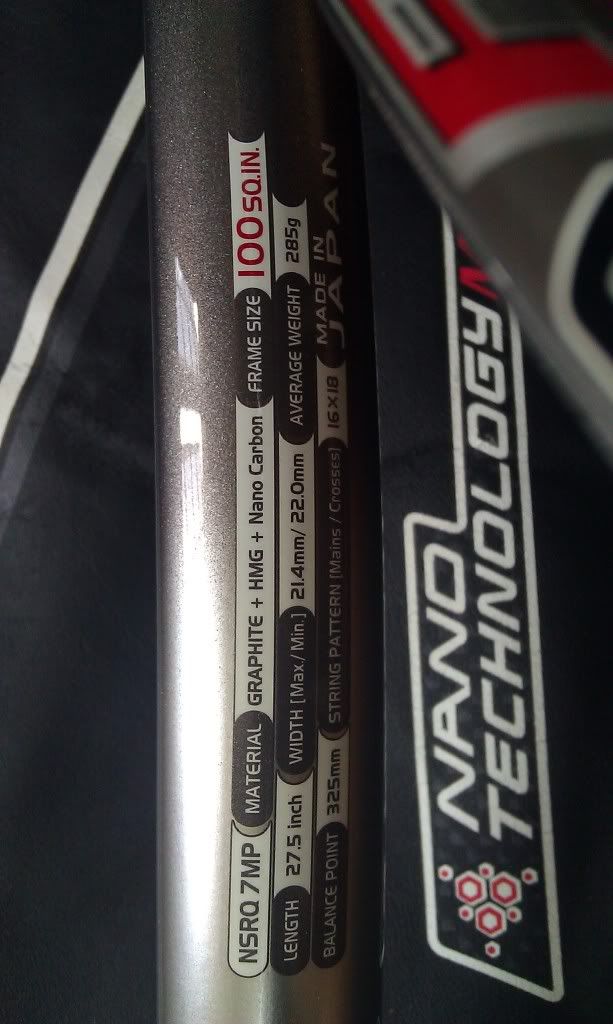 NSRQ 7MP MATERIAL GRAPHITE + HMG + Nano Carbon FRAME SIZE 100 SQ.IN.
LENGTH 27.5 inch WIDTH [Max./Min.] 21.4mm/ 22.0mm AVERAGE WEIGHT 285g
BALANCE POINT 325mm STRING PATTERN [Mains / Crosses] 16×18 MADE IN
JAPAN
NANO
TECHNOLOGY